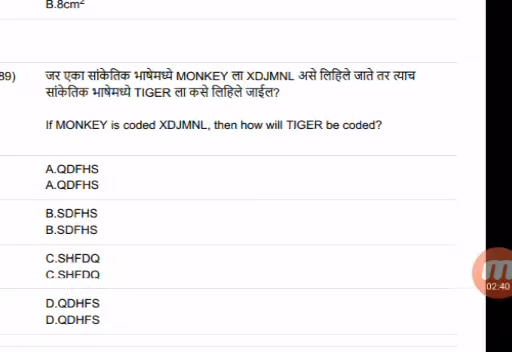 B.8cm²
89)
जर एका सांकेतिक भाषेमध्ये MONKEY ला XDJMNL असे लिहिले जाते तर त्याच
सांकेतिक भाषेमध्ये TIGER ला कसे लिहिले जाईल?
If MONKEY is coded XDJMNL, then how will TIGER be coded?
A.QDFHS
A.QDFHS
B.SDFHS
B.SDFHS
C.SHFDQ
C.SHFDQ
D.QDHFS
D.QDHFS
02:40